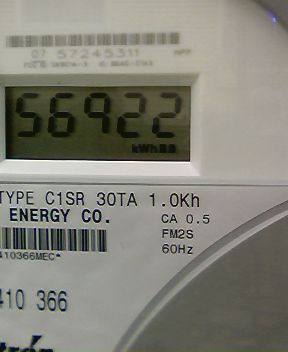 07 57245311
56922
kWh
TYPE C1SR 30TA 1.0Kh
ENERGY CO.
CA 0.5
FM2S
60Hz
410366MEC*
410 366
trón